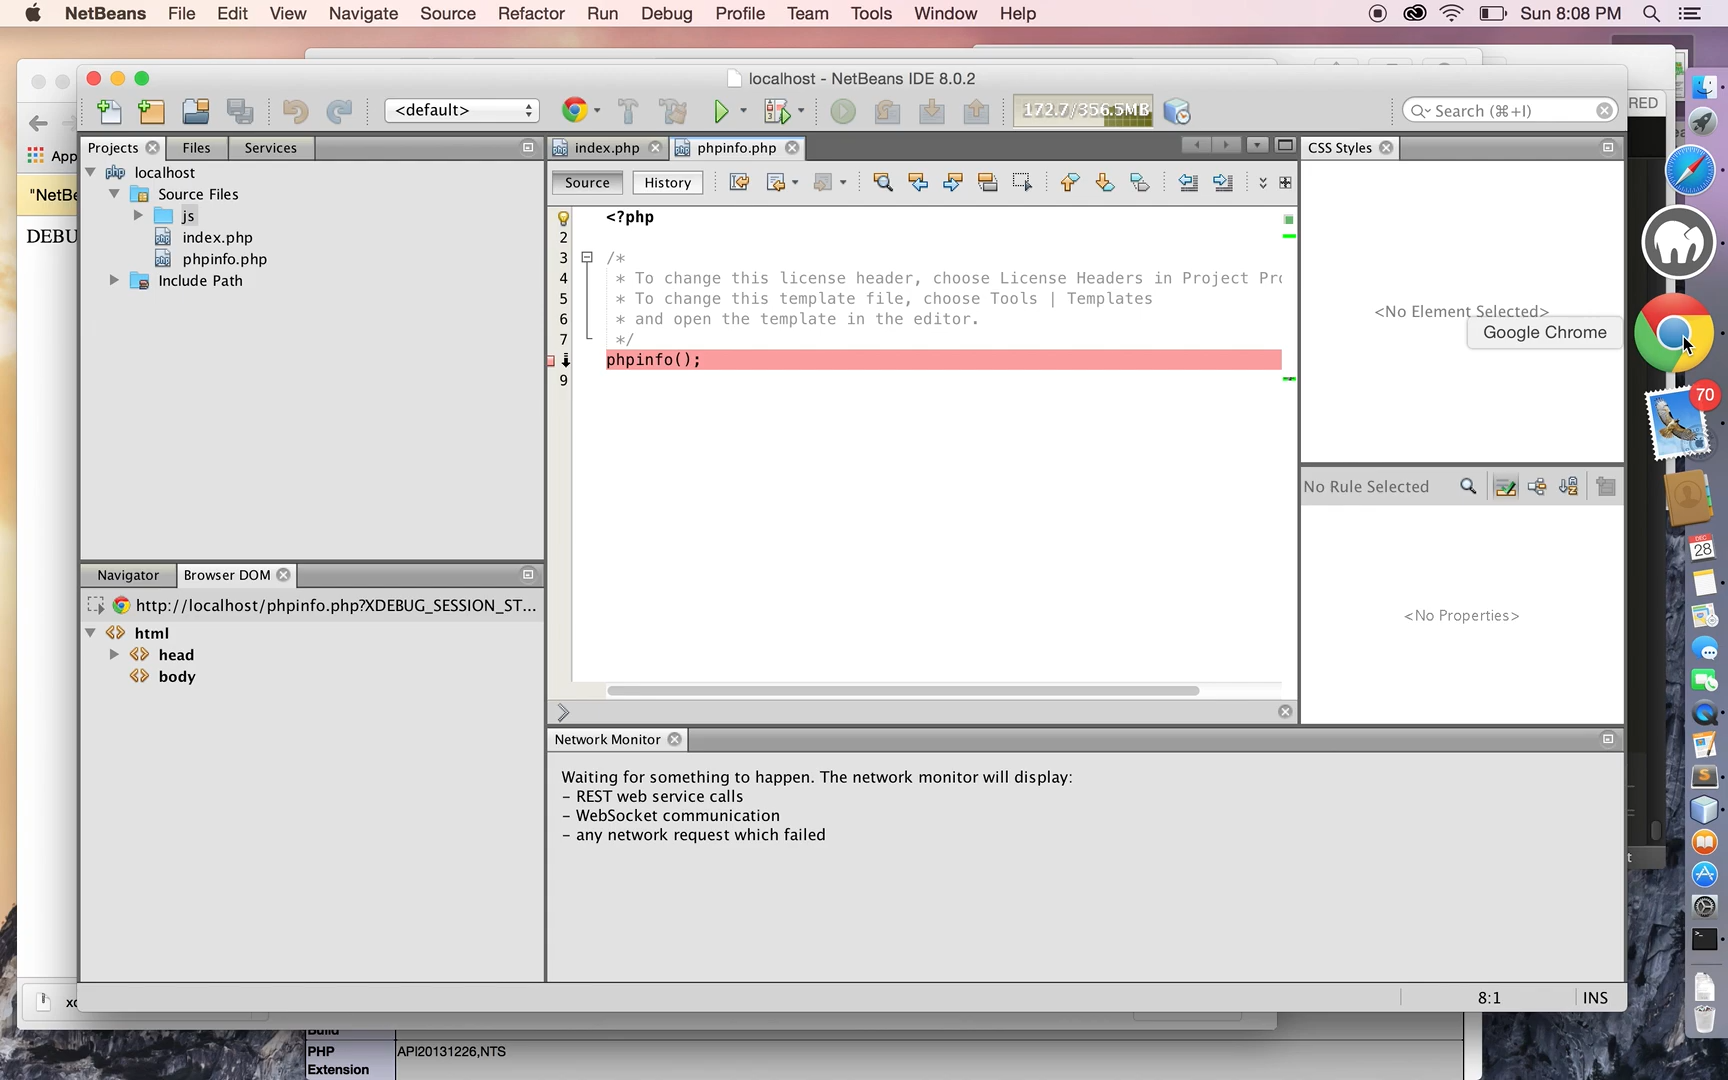 NetBeans File Edit View Navigate Source Refactor Run Debug Profile Team Tools Window Help Sun 8:08 PM
localhost - NetBeans IDE 8.0.2
<default> 172.7/356.5MB Search (⌘+I)
RED
App
"NetBe
DEBU
Projects Files Services
localhost
Source Files
js
index.php
phpinfo.php
Include Path
index.php phpinfo.php
Source History
<?php
2
3 /*
4 * To change this license header, choose License Headers in Project Pro
5 * To change this template file, choose Tools | Templates
6 * and open the template in the editor.
7 */
phpinfo();
9
CSS Styles
<No Element Selected>
Google Chrome
70
No Rule Selected
<No Properties>
DEC
28
Navigator Browser DOM
http://localhost/phpinfo.php?XDEBUG_SESSION_ST...
html
head
body
Network Monitor
Waiting for something to happen. The network monitor will display:
- REST web service calls
- WebSocket communication
- any network request which failed
8:1 INS
xc
Build
PHP
Extension
API20131226,NTS